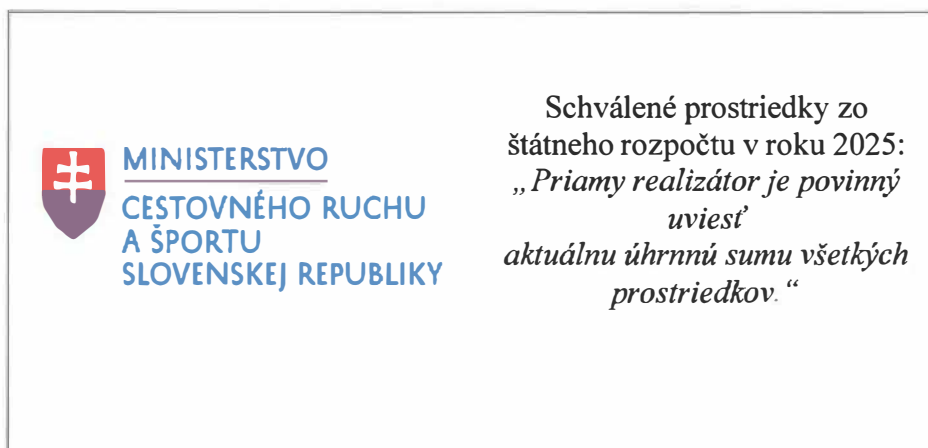 MINISTERSTVO
CESTOVNÉHO RUCHU
A ŠPORTU
SLOVENSKEJ REPUBLIKY
Schválené prostriedky zo
štátneho rozpočtu v roku 2025:
„Priamy realizátor je povinný
uviesť
aktuálnu úhrnnú sumu všetkých
prostriedkov.“